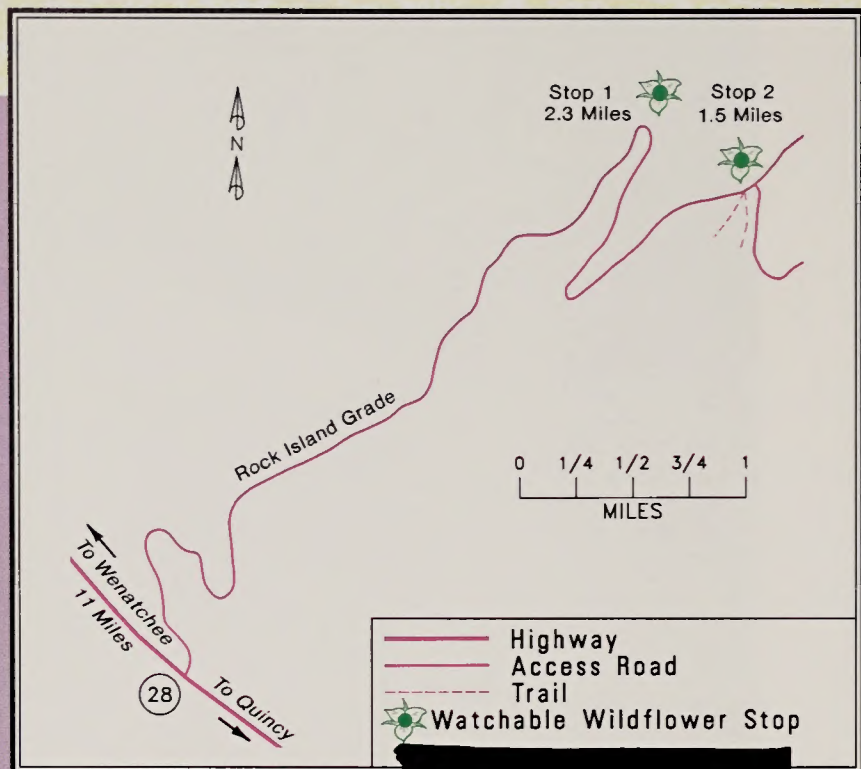 Stop 1
2.3 Miles
Stop 2
1.5 Miles
N
Rock Island Grade
0 1/4 1/2 3/4 1
MILES
To Wenatchee
11 Miles
28
To Quincy
Highway
Access Road
Trail
Watchable Wildflower Stop